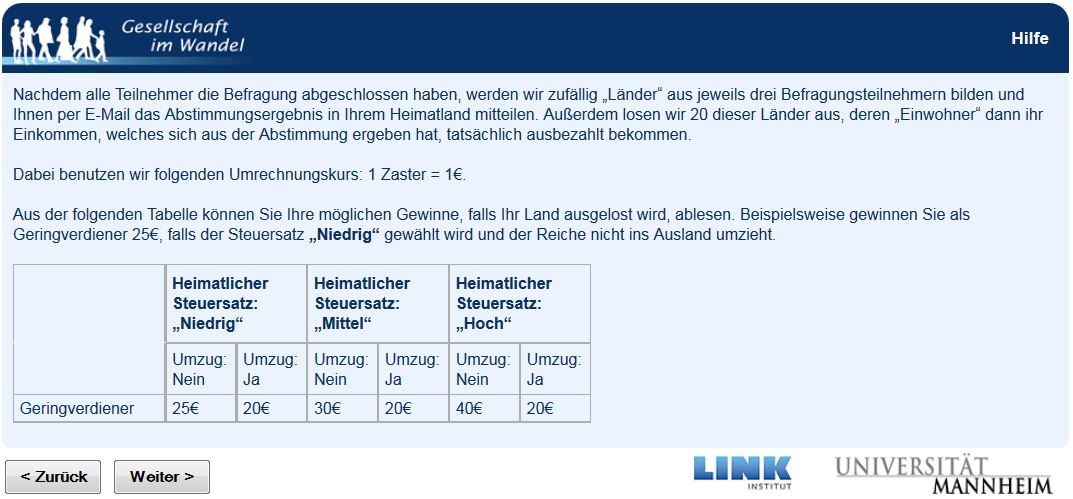 Gesellschaft
im Wandel
Hilfe
Nachdem alle Teilnehmer die Befragung abgeschlossen haben, werden wir zufällig „Länder“ aus jeweils drei Befragungsteilnehmern bilden und
Ihnen per E-Mail das Abstimmungsergebnis in Ihrem Heimatland mitteilen. Außerdem losen wir 20 dieser Länder aus, deren „Einwohner“ dann ihr
Einkommen, welches sich aus der Abstimmung ergeben hat, tatsächlich ausbezahlt bekommen.
Dabei benutzen wir folgenden Umrechnungskurs: 1 Zaster = 1€.
Aus der folgenden Tabelle können Sie Ihre möglichen Gewinne, falls Ihr Land ausgelost wird, ablesen. Beispielsweise gewinnen Sie als
Geringverdiener 25€, falls der Steuersatz „Niedrig“ gewählt wird und der Reiche nicht ins Ausland umzieht.
Heimatlicher Heimatlicher Heimatlicher
Steuersatz: Steuersatz: Steuersatz:
„Niedrig“ „Mittel“ „Hoch“
Umzug: Umzug: Umzug: Umzug: Umzug: Umzug:
Nein Ja Nein Ja Nein Ja
Geringverdiener 25€ 20€ 30€ 20€ 40€ 20€
< Zurück Weiter >
LINK
INSTITUT
UNIVERSITÄT
MANNHEIM